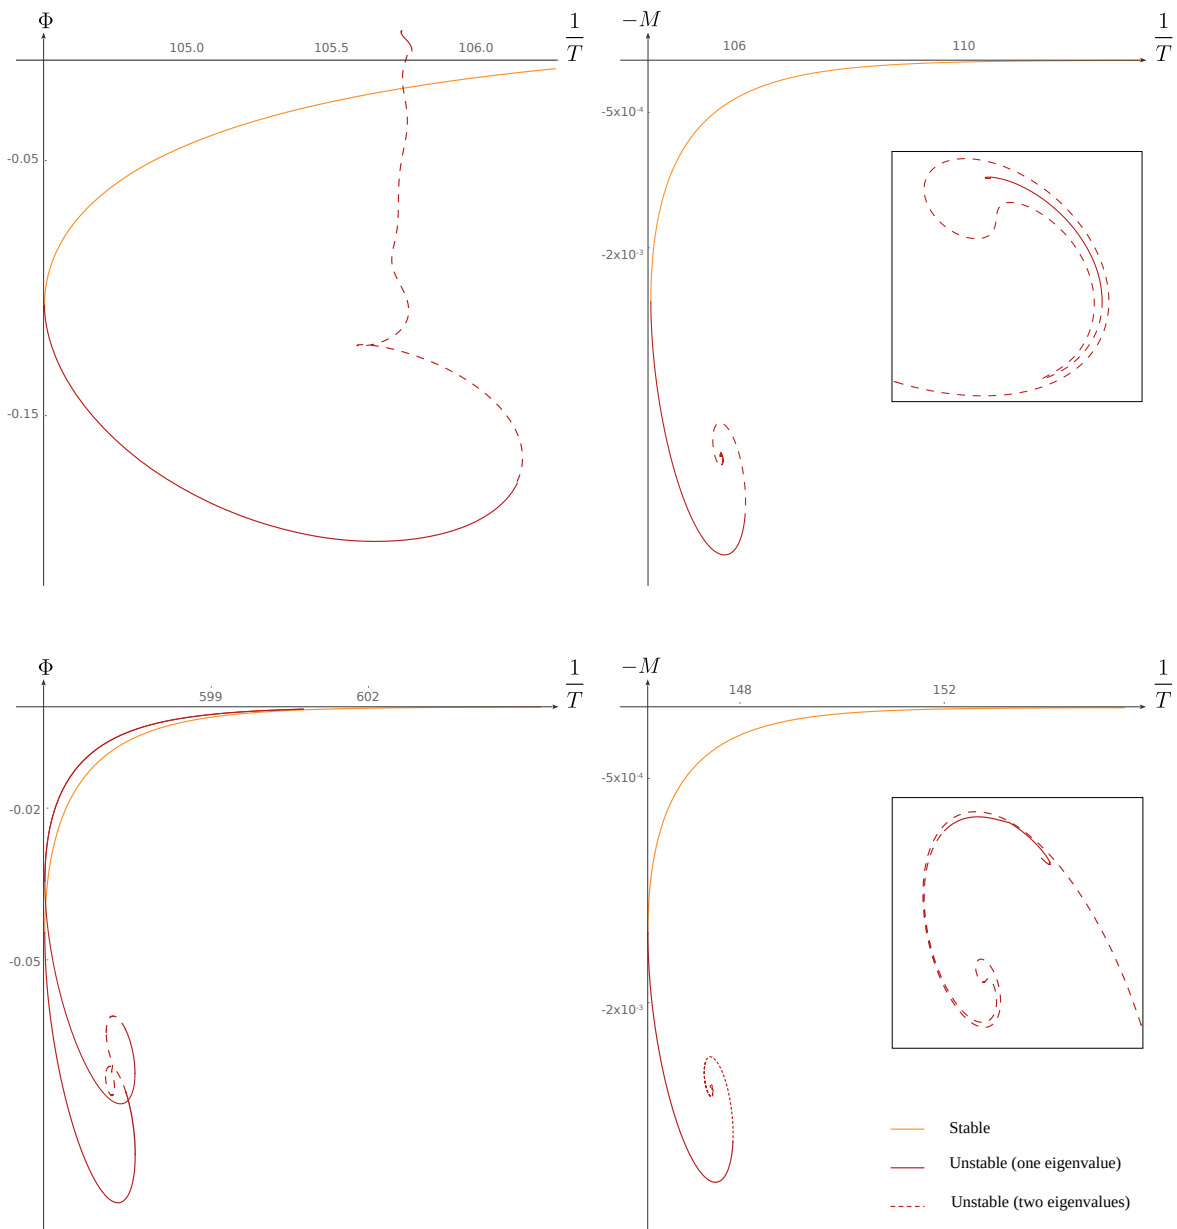 Φ
105.0 105.5 106.0
1/T
-0.05
-0.15
−M
106 110
1/T
-5x10⁻⁴
-2x10⁻³
Φ
599 602
1/T
-0.02
-0.05
−M
148 152
1/T
-5x10⁻⁴
-2x10⁻³
Stable
Unstable (one eigenvalue)
Unstable (two eigenvalues)